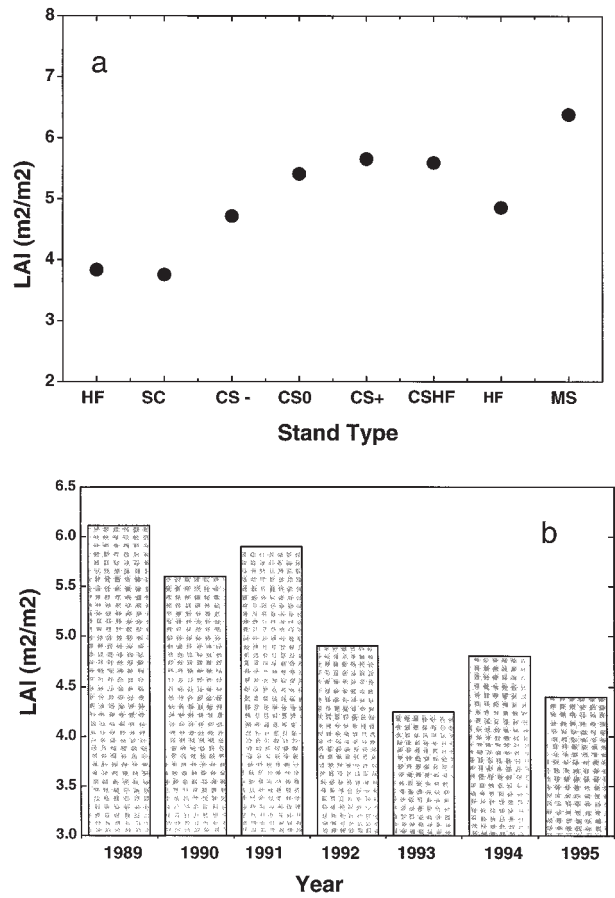 8
a
7
6
LAI (m2/m2)
5
4
3
2
HF SC CS - CS0 CS+ CSHF HF MS
Stand Type
6.5
b
6.0
5.5
LAI (m2/m2)
5.0
4.5
4.0
3.5
3.0
1989 1990 1991 1992 1993 1994 1995
Year